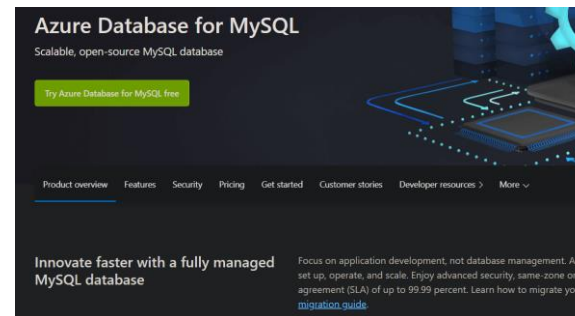 Azure Database for MySQL
Scalable, open-source MySQL database
Try Azure Database for MySQL free
Product overview Features Security Pricing Get started Customer stories Developer resources > More
Innovate faster with a fully managed
MySQL database
Focus on application development, not database management. A
set up, operate, and scale. Enjoy advanced security, same-zone or
agreement (SLA) of up to 99.99 percent. Learn how to migrate yo
migration guide.